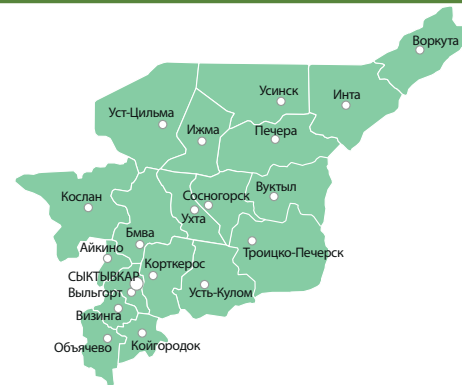 Воркута
Усинск
Инта
Уст-Цильма
Ижма
Печера
Вуктыл
Кослан
Сосногорск
Ухта
Бмва
Айкино
Троицко-Печерск
Корткерос
СЫКТЫВКАР
Выльгорт
Усть-Кулом
Визинга
Объячево
Койгородок